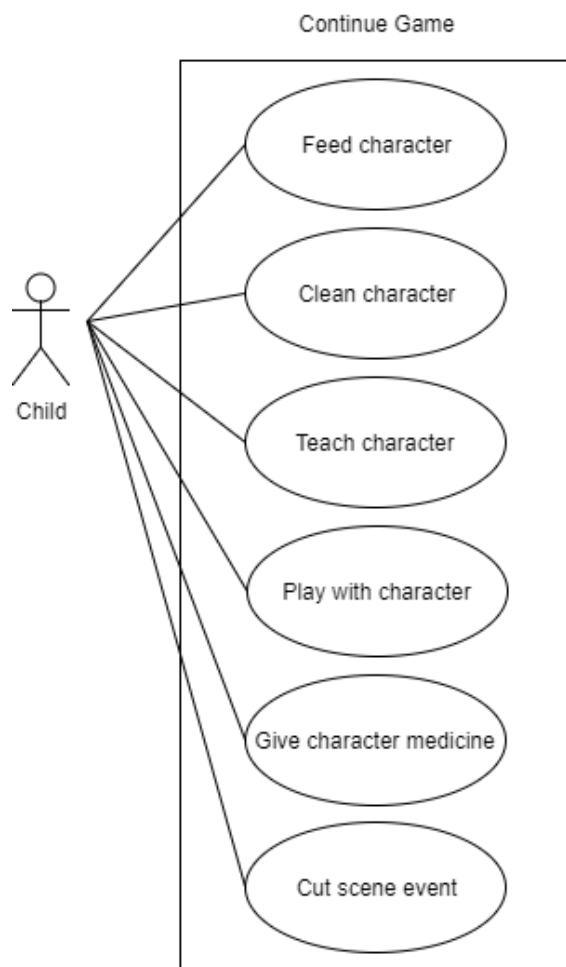 Continue Game
Feed character
Clean character
Child
Teach character
Play with character
Give character medicine
Cut scene event